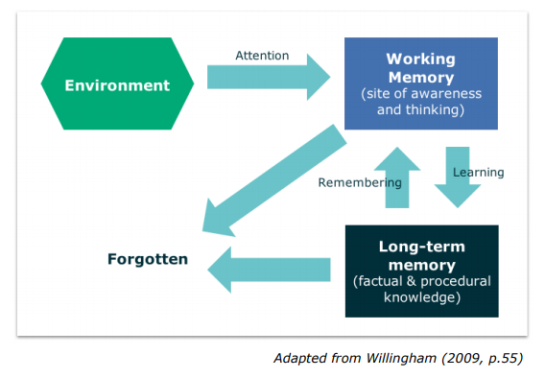 Attention
Environment
Working
Memory
(site of awareness
and thinking)
Remembering
Learning
Forgotten
Long-term
memory
(factual & procedural
knowledge)
Adapted from Willingham (2009, p.55)